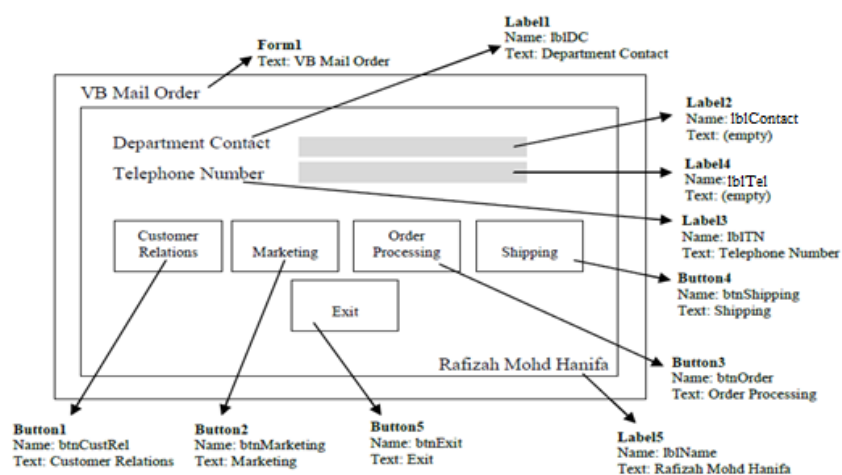 Label1
Name: lblDC
Text: Department Contact
Form1
Text: VB Mail Order
VB Mail Order
Label2
Name: lblContact
Text: (empty)
Department Contact
Label4
Name: lblTel
Text: (empty)
Telephone Number
Label3
Name: lblTN
Text: Telephone Number
Customer
Relations
Marketing
Order
Processing
Shipping
Button4
Name: btnShipping
Text: Shipping
Exit
Rafizah Mohd Hanifa
Button3
Name: btnOrder
Text: Order Processing
Button1
Name: btnCustRel
Text: Customer Relations
Button2
Name: btnMarketing
Text: Marketing
Button5
Name: btnExit
Text: Exit
Label5
Name: lblName
Text: Rafizah Mohd Hanifa